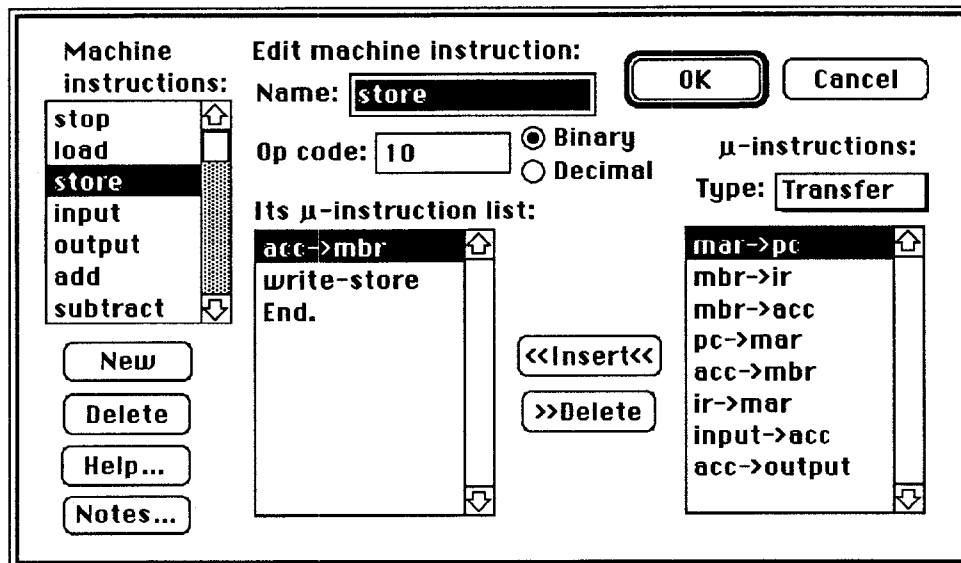 Machine
instructions:
stop
load
store
input
output
add
subtract
New
Delete
Help...
Notes...
Edit machine instruction:
Name: store
Op code: 10
Binary
Decimal
Its μ-instruction list:
acc->mbr
write-store
End.
<<Insert<<
>>Delete
OK
Cancel
μ-instructions:
Type: Transfer
mar->pc
mbr->ir
mbr->acc
pc->mar
acc->mbr
ir->mar
input->acc
acc->output